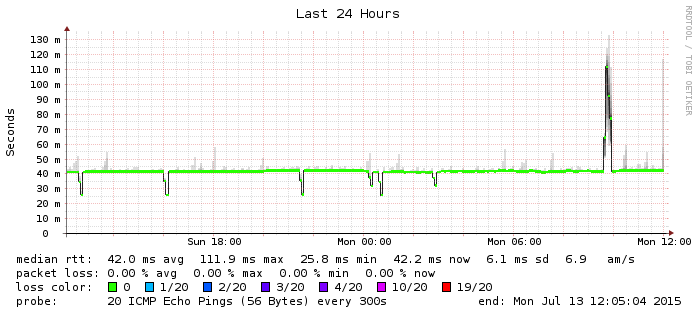 Last 24 Hours
RRDTOOL / TOBI OETIKER
Seconds
130 m
120 m
110 m
100 m
90 m
80 m
70 m
60 m
50 m
40 m
30 m
20 m
10 m
0
Sun 18:00 Mon 00:00 Mon 06:00 Mon 12:00
median rtt: 42.0 ms avg 111.9 ms max 25.8 ms min 42.2 ms now 6.1 ms sd 6.9 am/s
packet loss: 0.00 % avg 0.00 % max 0.00 % min 0.00 % now
loss color: 0 1/20 2/20 3/20 4/20 10/20 19/20
probe: 20 ICMP Echo Pings (56 Bytes) every 300s end: Mon Jul 13 12:05:04 2015